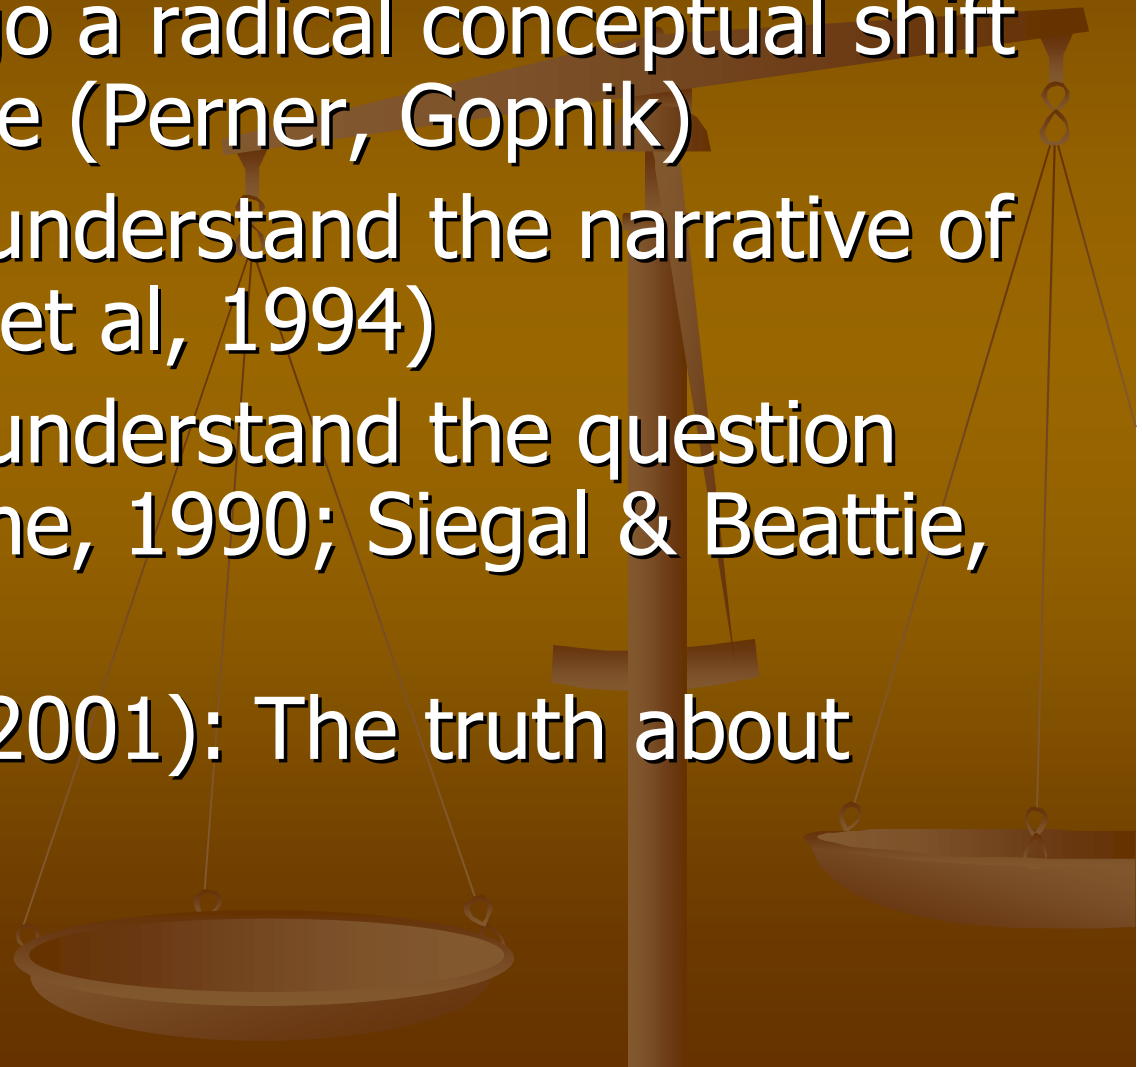 go a radical conceptual shift
e (Perner, Gopnik)
understand the narrative of
et al, 1994)
understand the question
ne, 1990; Siegal & Beattie,
2001): The truth about